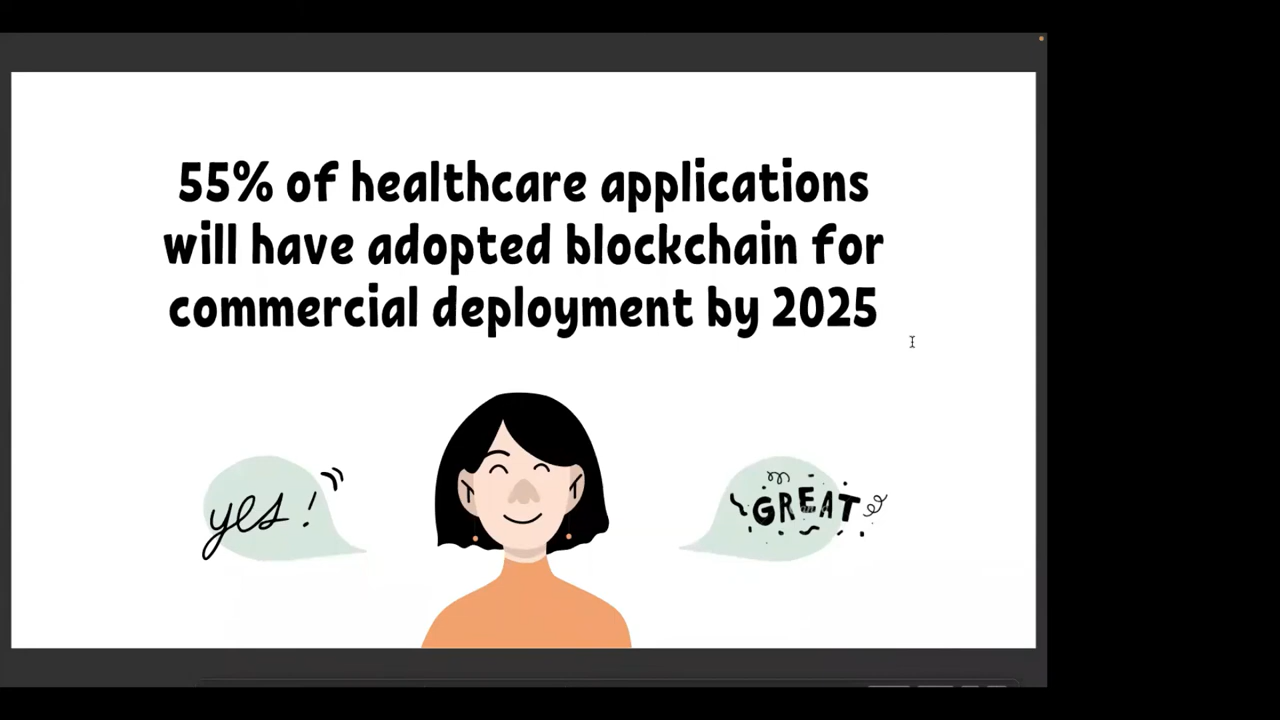 55% of healthcare applications
will have adopted blockchain for
commercial deployment by 2025
yes!
GREAT